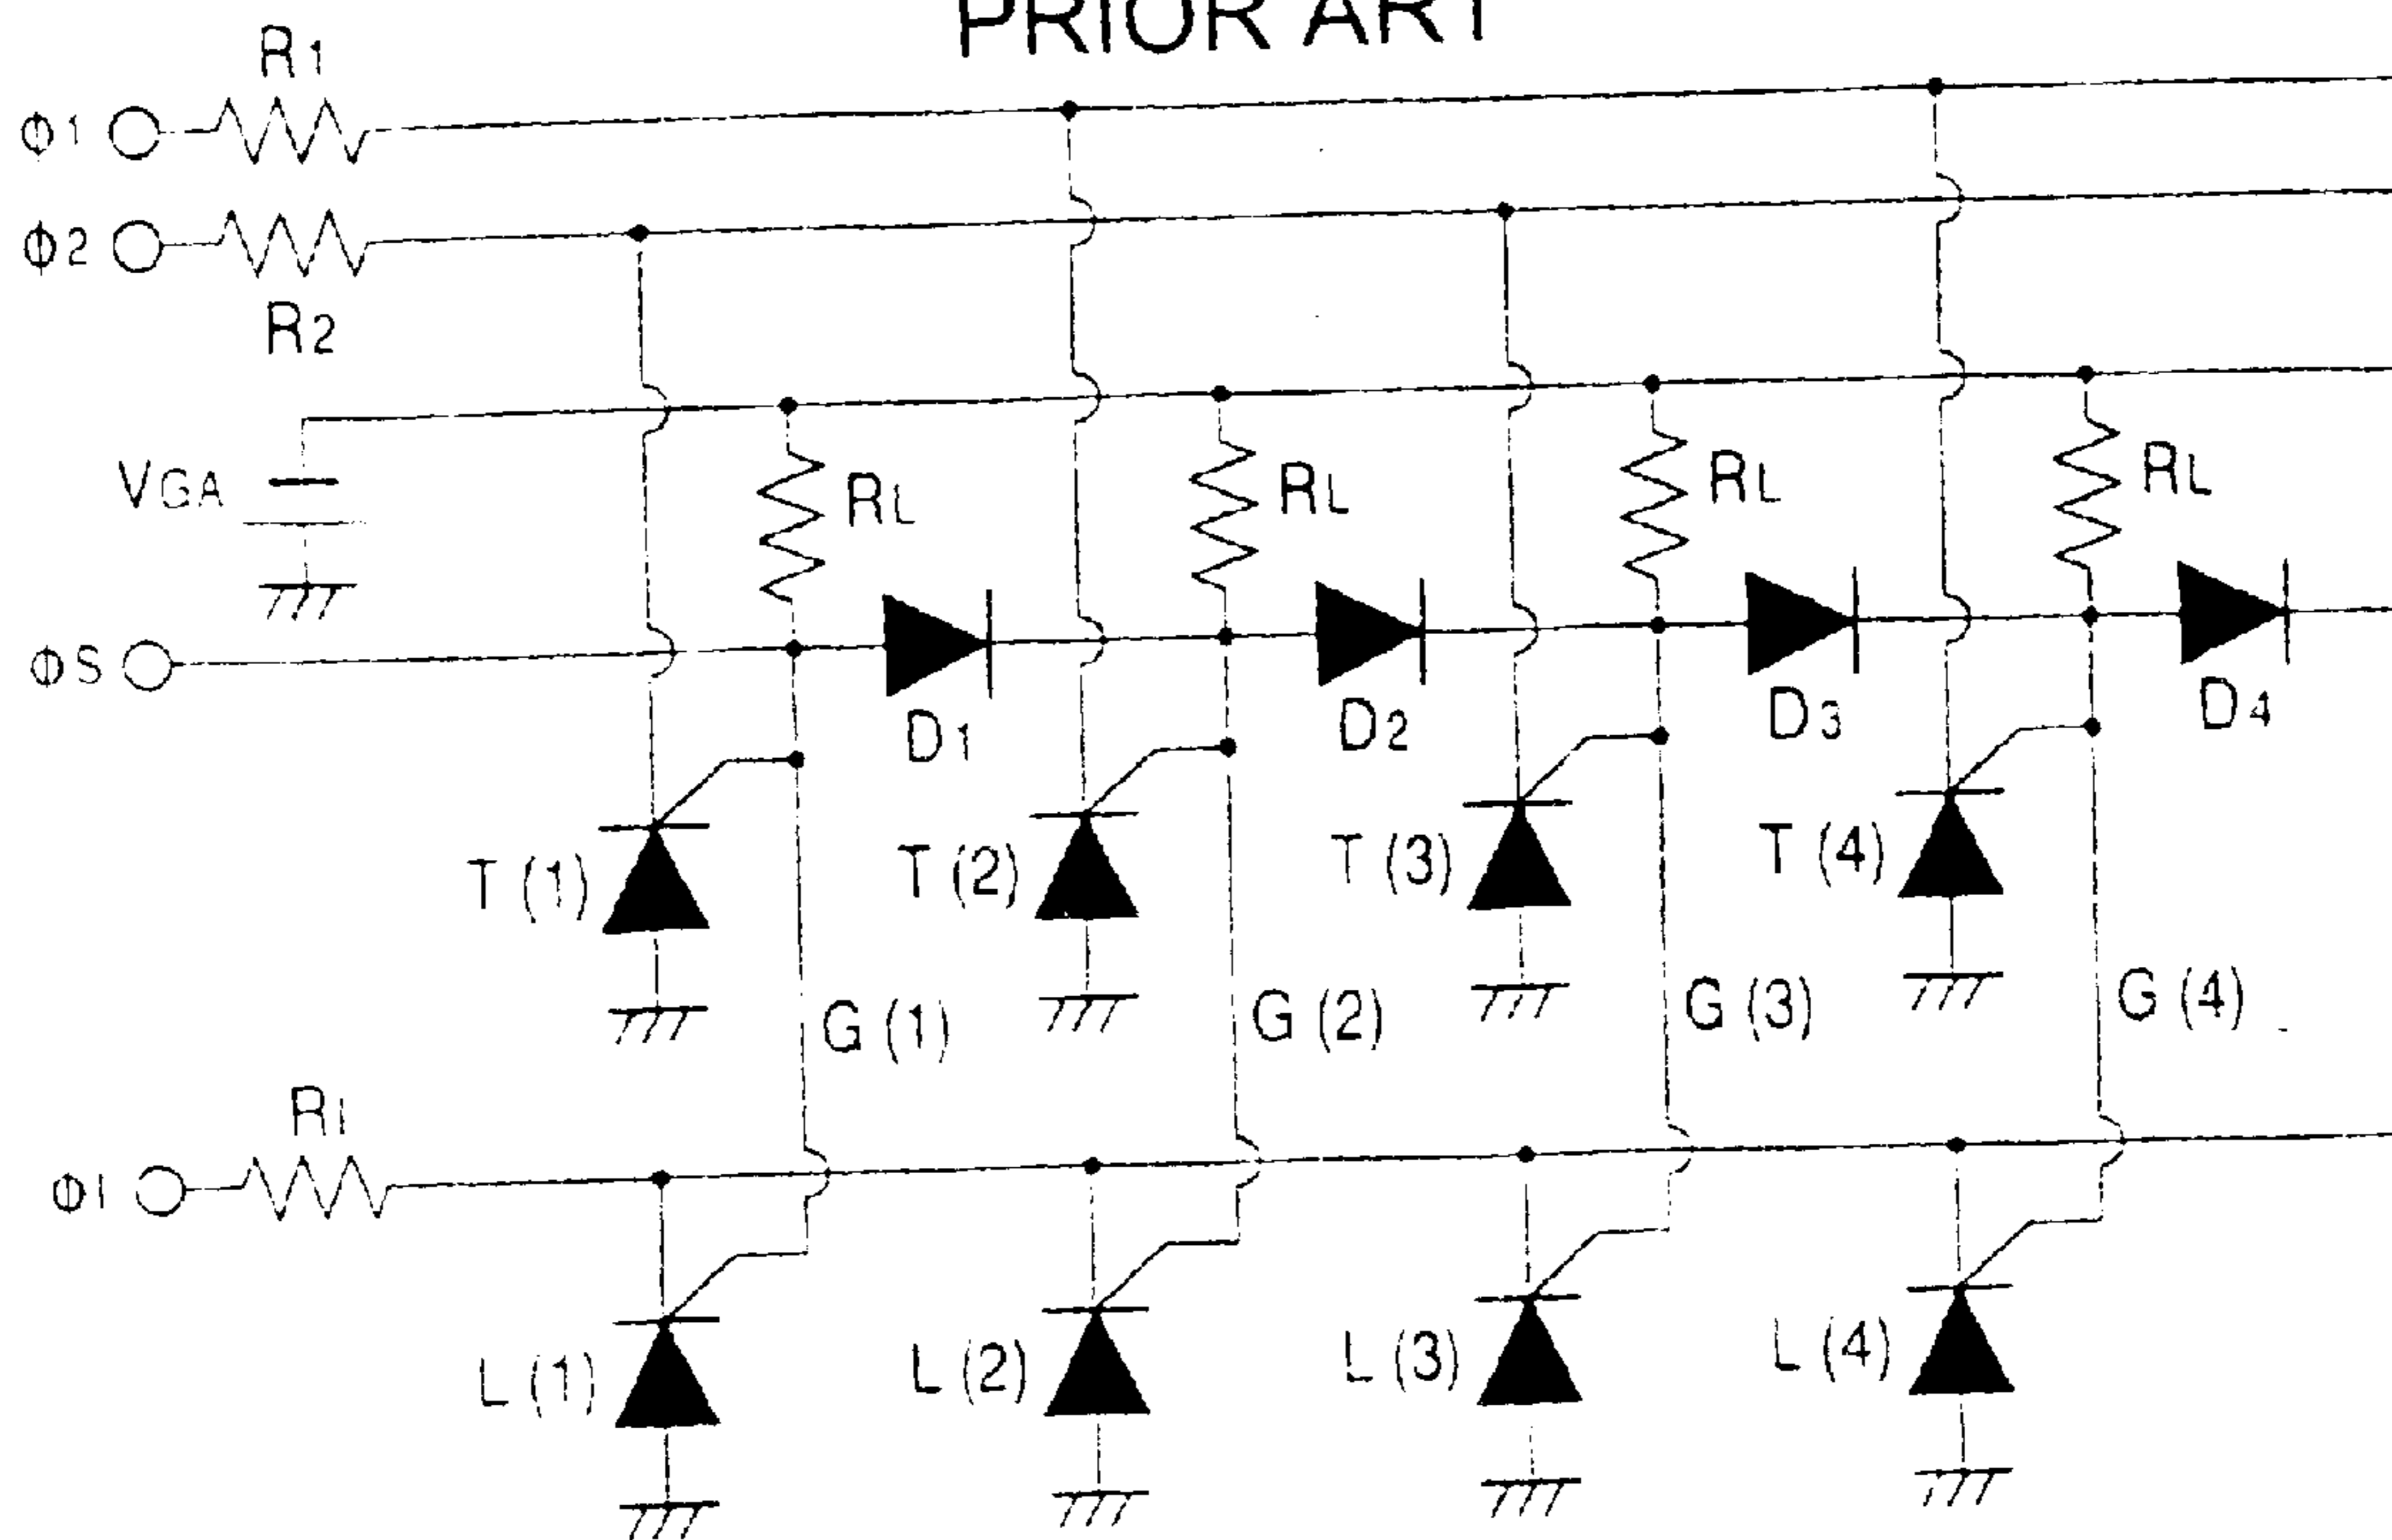 PRIOR ART
R1
Φ1
Φ2
R2
VGA
RL
RL
RL
RL
ΦS
D1
D2
D3
D4
T (1)
T (2)
T (3)
T (4)
G (1)
G (2)
G (3)
G (4)
RI
ΦI
L (1)
L (2)
L (3)
L (4)